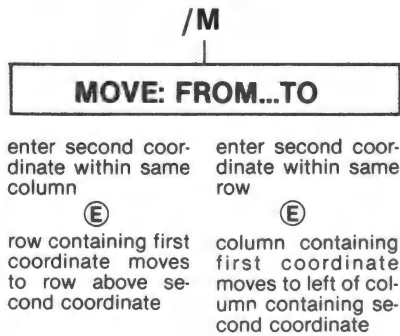 /M
MOVE: FROM...TO
enter second coor-
dinate within same
column
Ⓔ
row containing first
coordinate moves
to row above se-
cond coordinate
enter second coor-
dinate within same
row
Ⓔ
column containing
first coordinate
moves to left of col-
umn containing se-
cond coordinate